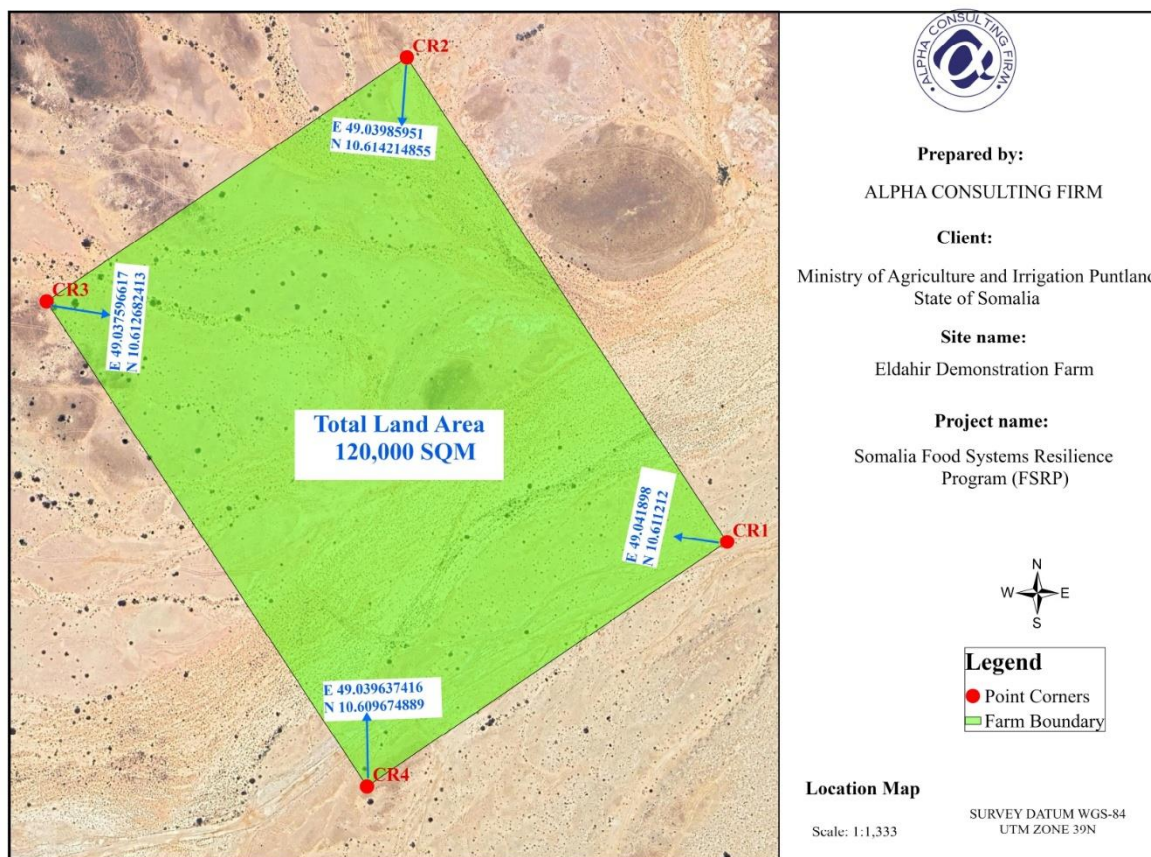 CR2
E 49.03985951
N 10.614214855
CR3
E 49.037596617
N 10.612682413
Total Land Area
120,000 SQM
E 49.041898
N 10.611212
CR1
E 49.039637416
N 10.609674889
CR4
ALPHA CONSULTING FIRM
Prepared by:
ALPHA CONSULTING FIRM
Client:
Ministry of Agriculture and Irrigation Puntland
State of Somalia
Site name:
Eldahir Demonstration Farm
Project name:
Somalia Food Systems Resilience
Program (FSRP)
N
W E
S
Legend
Point Corners
Farm Boundary
Location Map
Scale: 1:1,333
SURVEY DATUM WGS-84
UTM ZONE 39N